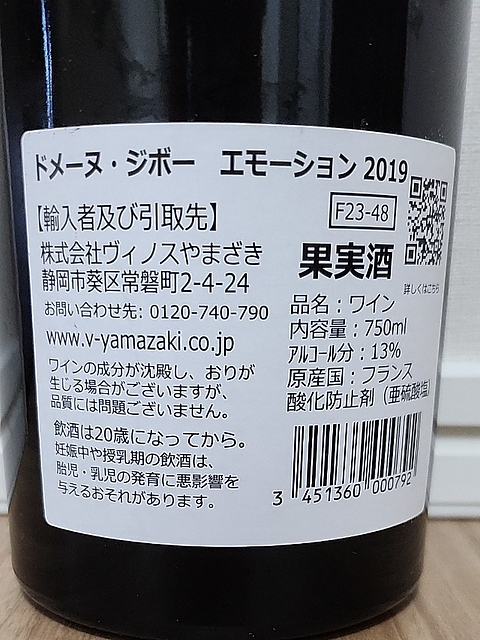 ドメーヌ・ジボー　エモーション 2019
F23-48
【輸入者及び引取先】
株式会社ヴィノスやまざき
静岡市葵区常磐町2-4-24
お問い合わせ先: 0120-740-790
www.v-yamazaki.co.jp
ワインの成分が沈殿し、おりが
生じる場合がございますが、
品質には問題ございません。
飲酒は20歳になってから。
妊娠中や授乳期の飲酒は、
胎児・乳児の発育に悪影響を
与えるおそれがあります。
詳しくはこちら
果実酒
品名：ワイン
内容量：750ml
アルコール分：13%
原産国：フランス
酸化防止剤（亜硫酸塩）
3 451360 000792